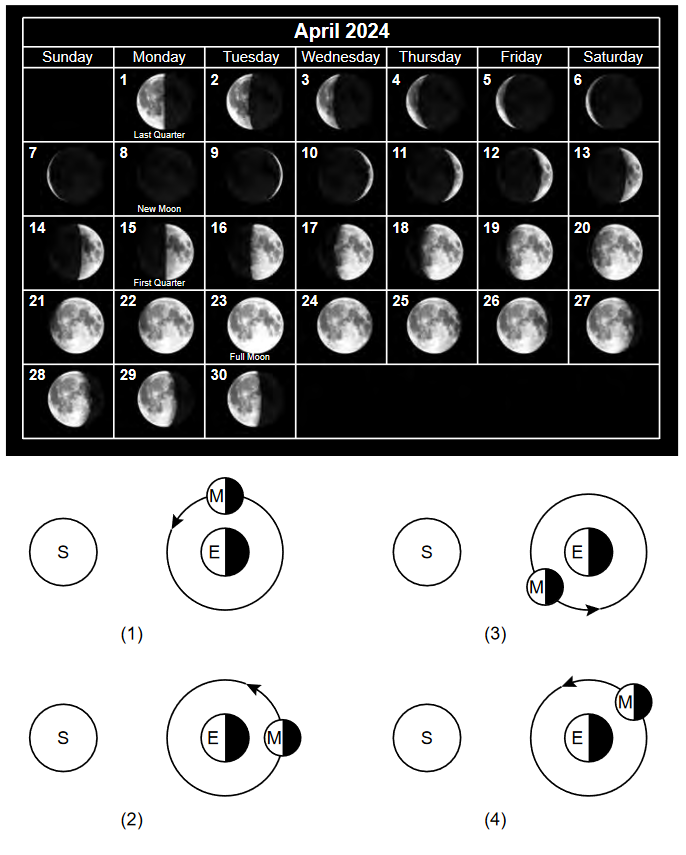 April 2024
Sunday Monday Tuesday Wednesday Thursday Friday Saturday
1 2 3 4 5 6
Last Quarter
7 8 9 10 11 12 13
New Moon
14 15 16 17 18 19 20
First Quarter
21 22 23 24 25 26 27
Full Moon
28 29 30
S M E
(1)
S E M
(3)
S E M
(2)
S E M
(4)